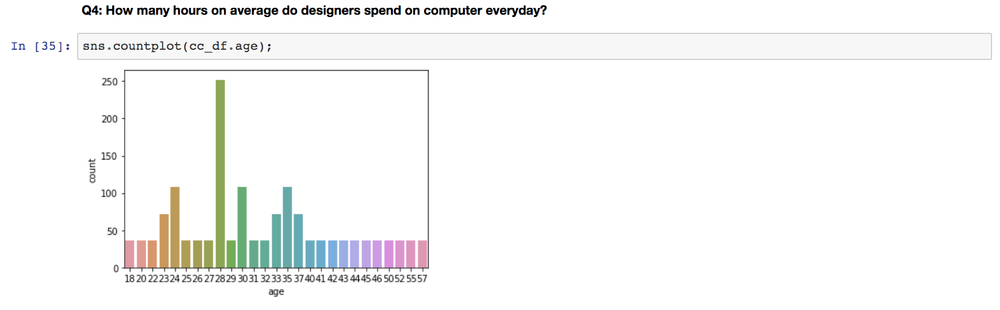 Q4: How many hours on average do designers spend on computer everyday?
In [35]: sns.countplot(cc_df.age);
250
200
150
100
50
0
count
18 20 22 23 24 25 26 27 28 29 30 31 32 33 35 37 40 41 42 43 44 45 46 50 52 55 57
age